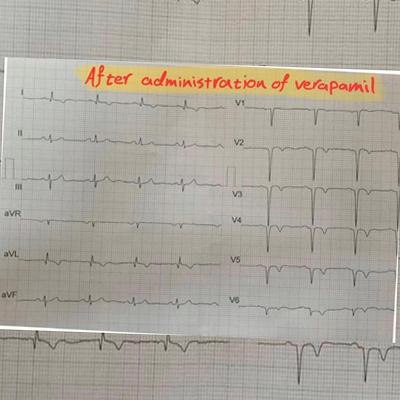 After administration of verapamil
I
V1
II
V2
III
V3
aVR
V4
aVL
V5
aVF
V6